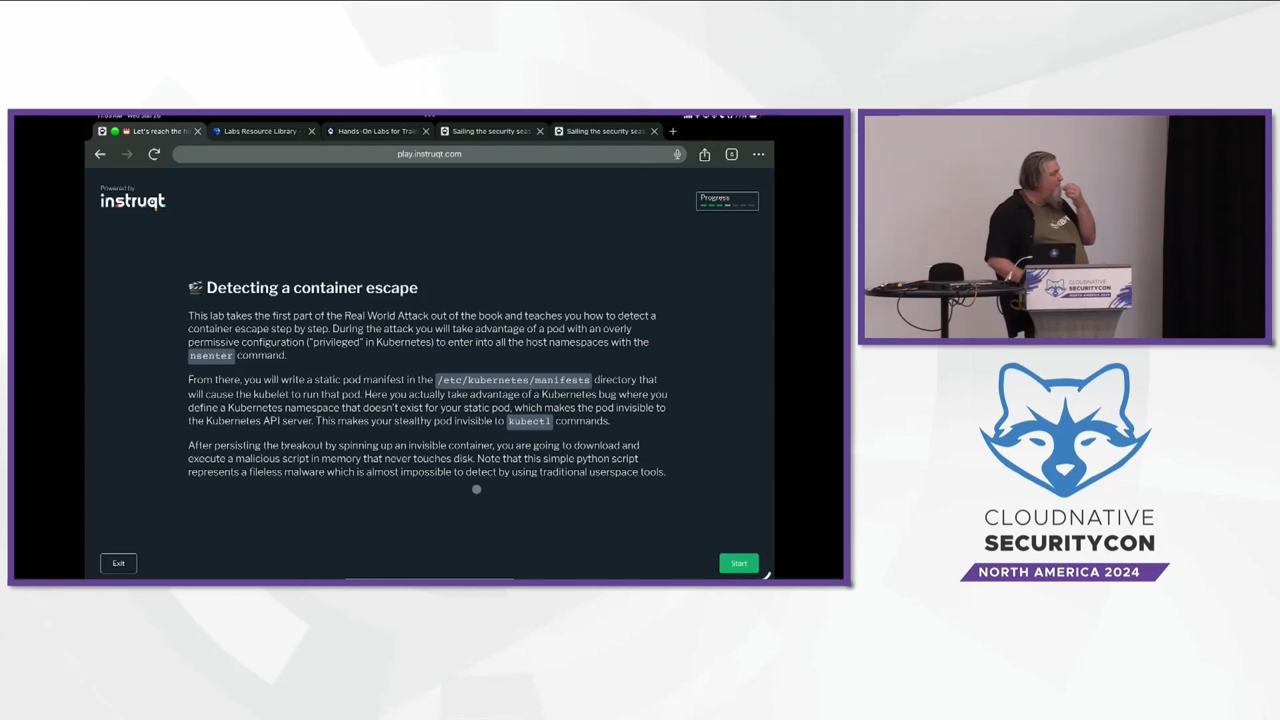 Let's reach the h
Labs Resource Library -
Hands-On Labs for Train
Sailing the security seas
Sailing the security seas
play.instruqt.com
Powered by
instruqt
Progress
Detecting a container escape
This lab takes the first part of the Real World Attack out of the book and teaches you how to detect a
container escape step by step. During the attack you will take advantage of a pod with an overly
permissive configuration ("privileged" in Kubernetes) to enter into all the host namespaces with the
nsenter command.
From there, you will write a static pod manifest in the /etc/kubernetes/manifests directory that
will cause the kubelet to run that pod. Here you actually take advantage of a Kubernetes bug where you
define a Kubernetes namespace that doesn't exist for your static pod, which makes the pod invisible to
the Kubernetes API server. This makes your stealthy pod invisible to kubectl commands.
After persisting the breakout by spinning up an invisible container, you are going to download and
execute a malicious script in memory that never touches disk. Note that this simple python script
represents a fileless malware which is almost impossible to detect by using traditional userspace tools.
Exit
Start
CLOUDNATIVE
SECURITYCON
NORTH AMERICA 2024
CLOUDNATIVE
SECURITYCON
NORTH AMERICA 2024